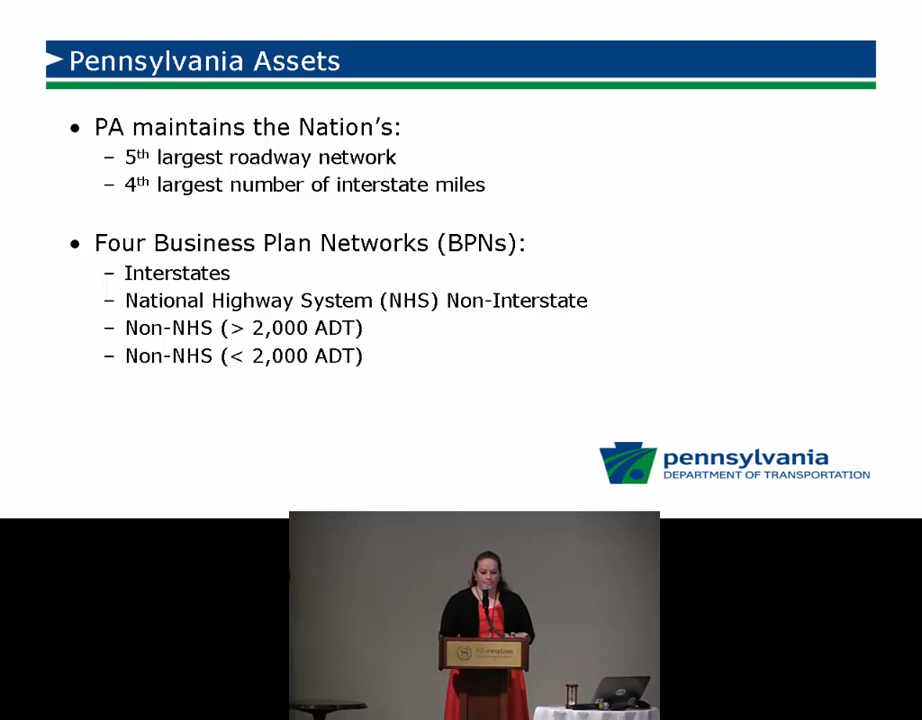 Pennsylvania Assets
• PA maintains the Nation's:
– 5th largest roadway network
– 4th largest number of interstate miles
• Four Business Plan Networks (BPNs):
– Interstates
– National Highway System (NHS) Non-Interstate
– Non-NHS (> 2,000 ADT)
– Non-NHS (< 2,000 ADT)
pennsylvania
DEPARTMENT OF TRANSPORTATION
Sheraton